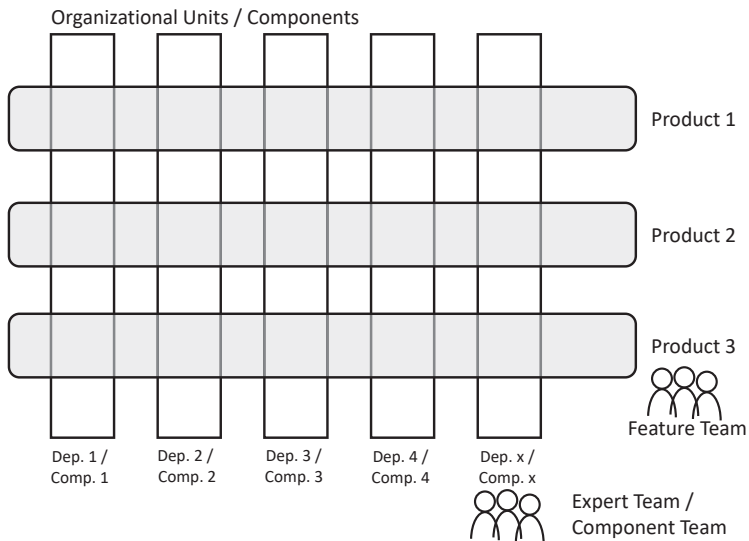 Organizational Units / Components
Product 1
Product 2
Product 3
Feature Team
Dep. 1 /
Comp. 1
Dep. 2 /
Comp. 2
Dep. 3 /
Comp. 3
Dep. 4 /
Comp. 4
Dep. x /
Comp. x
Expert Team /
Component Team